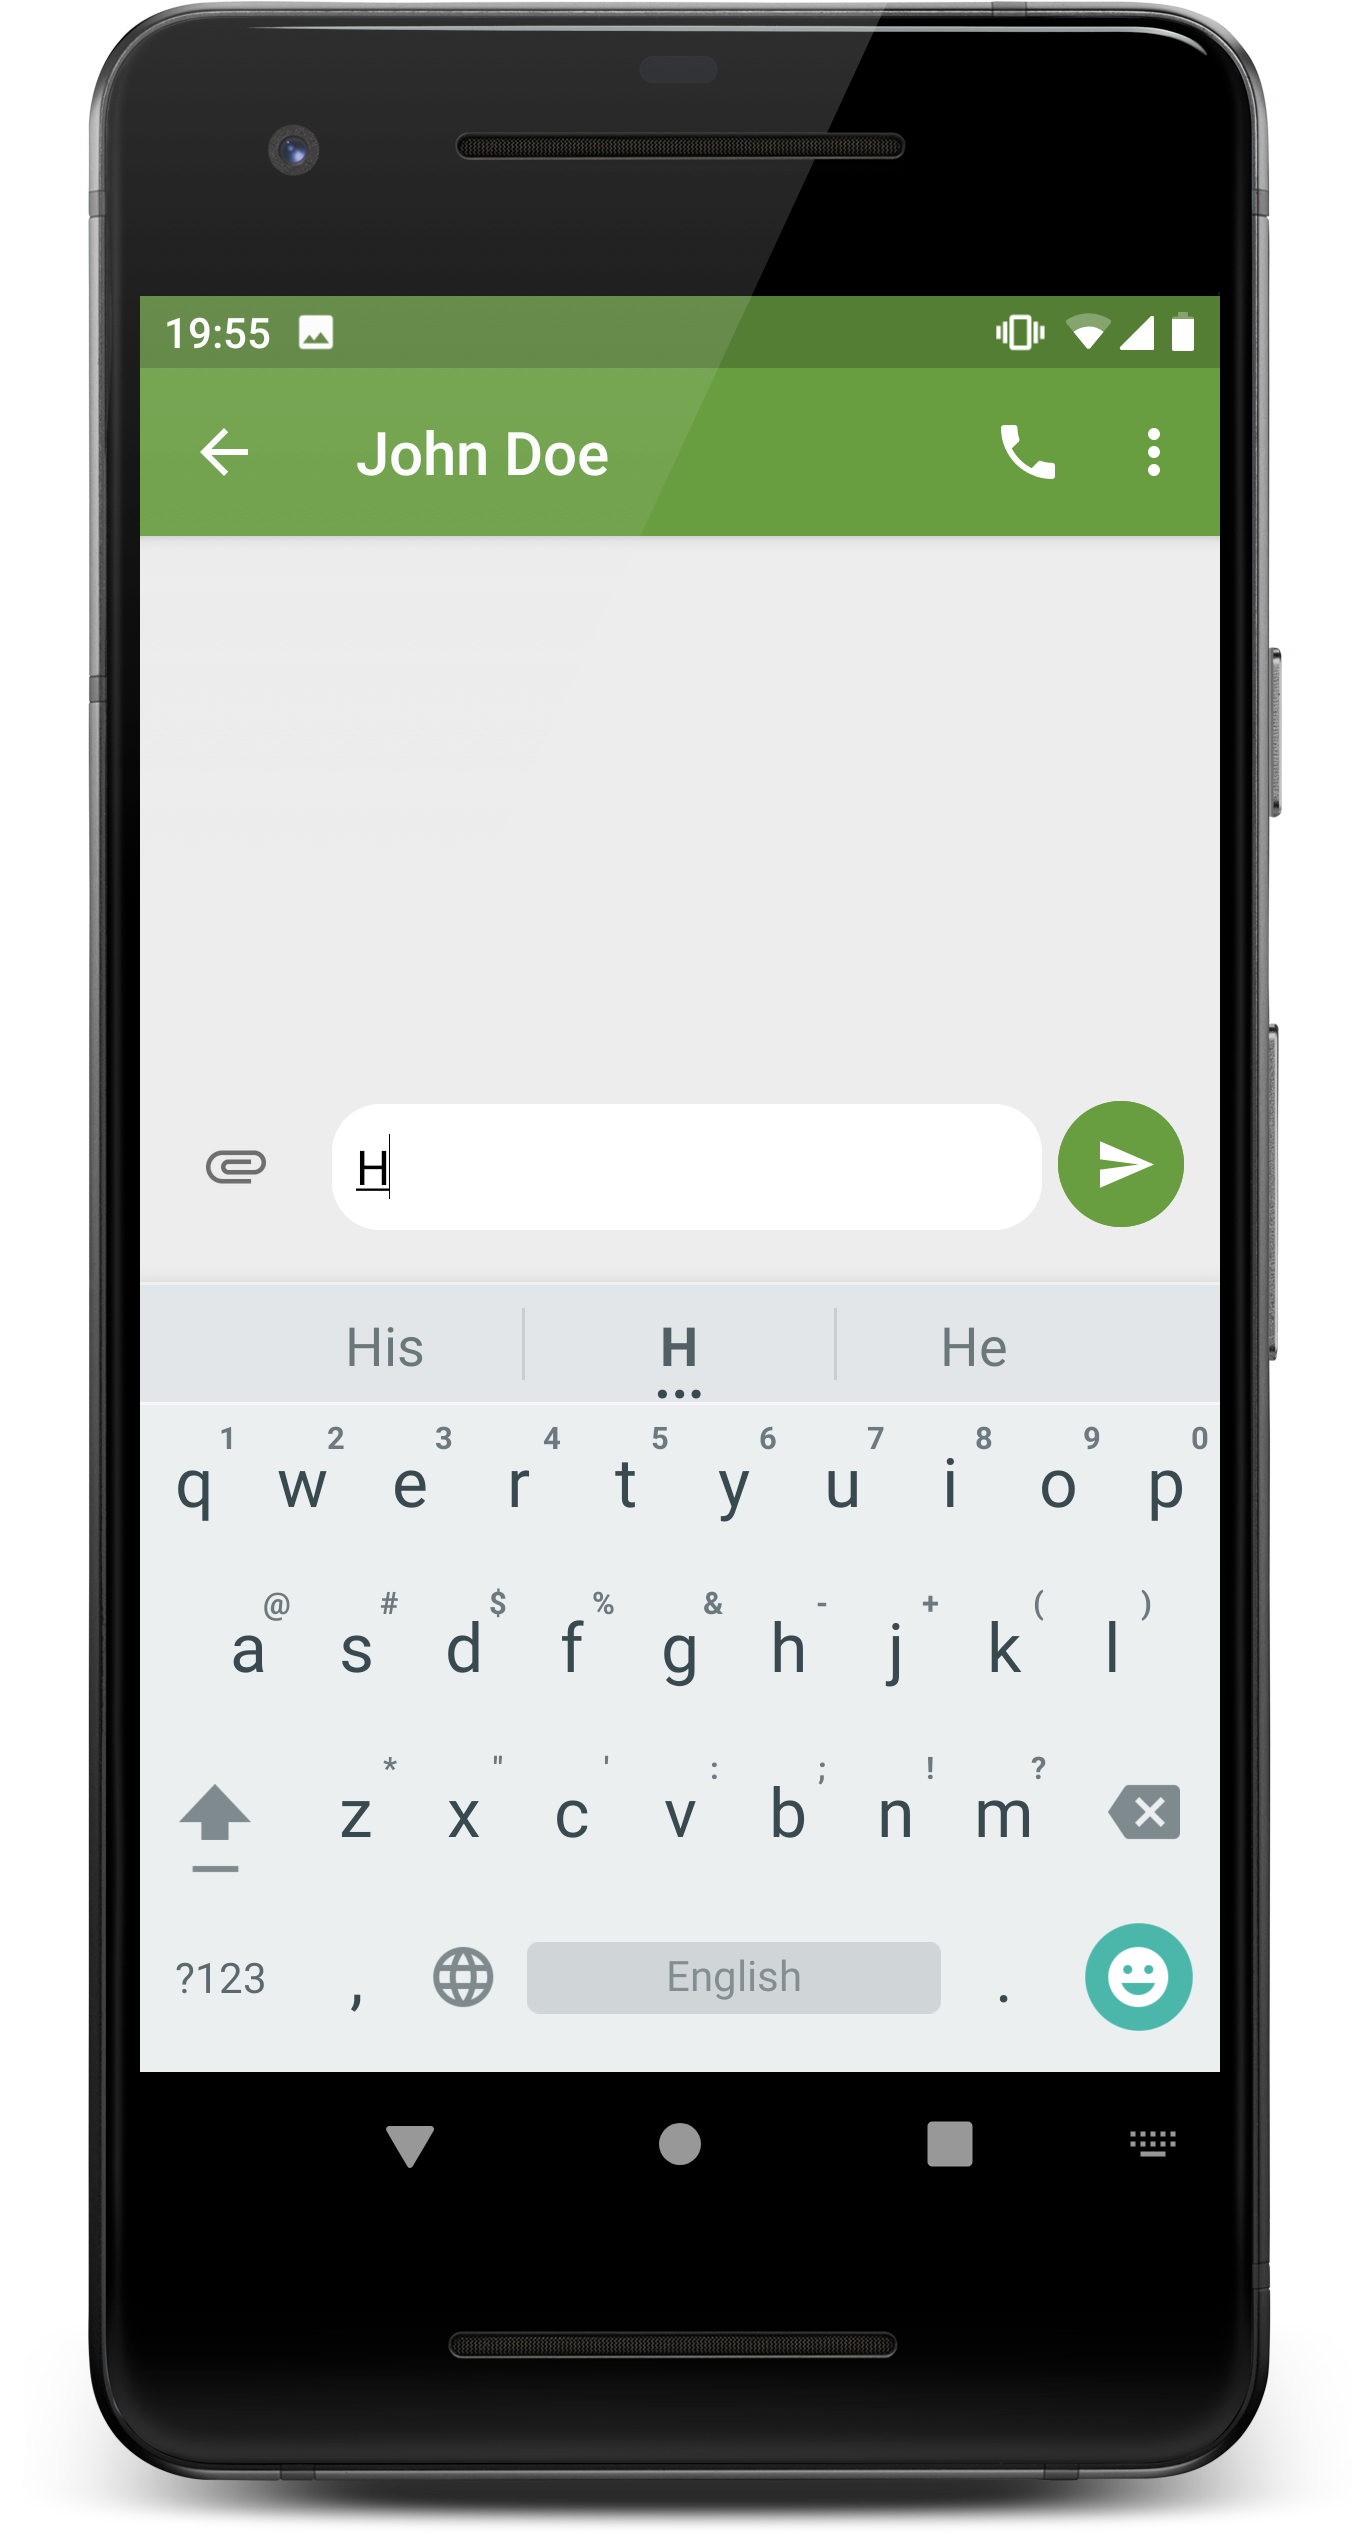 19:55
John Doe
H
His H He
1 2 3 4 5 6 7 8 9 0
q w e r t y u i o p
@ # $ % & - + ( )
a s d f g h j k l
* " ' : ; ! ?
z x c v b n m
?123 , English .